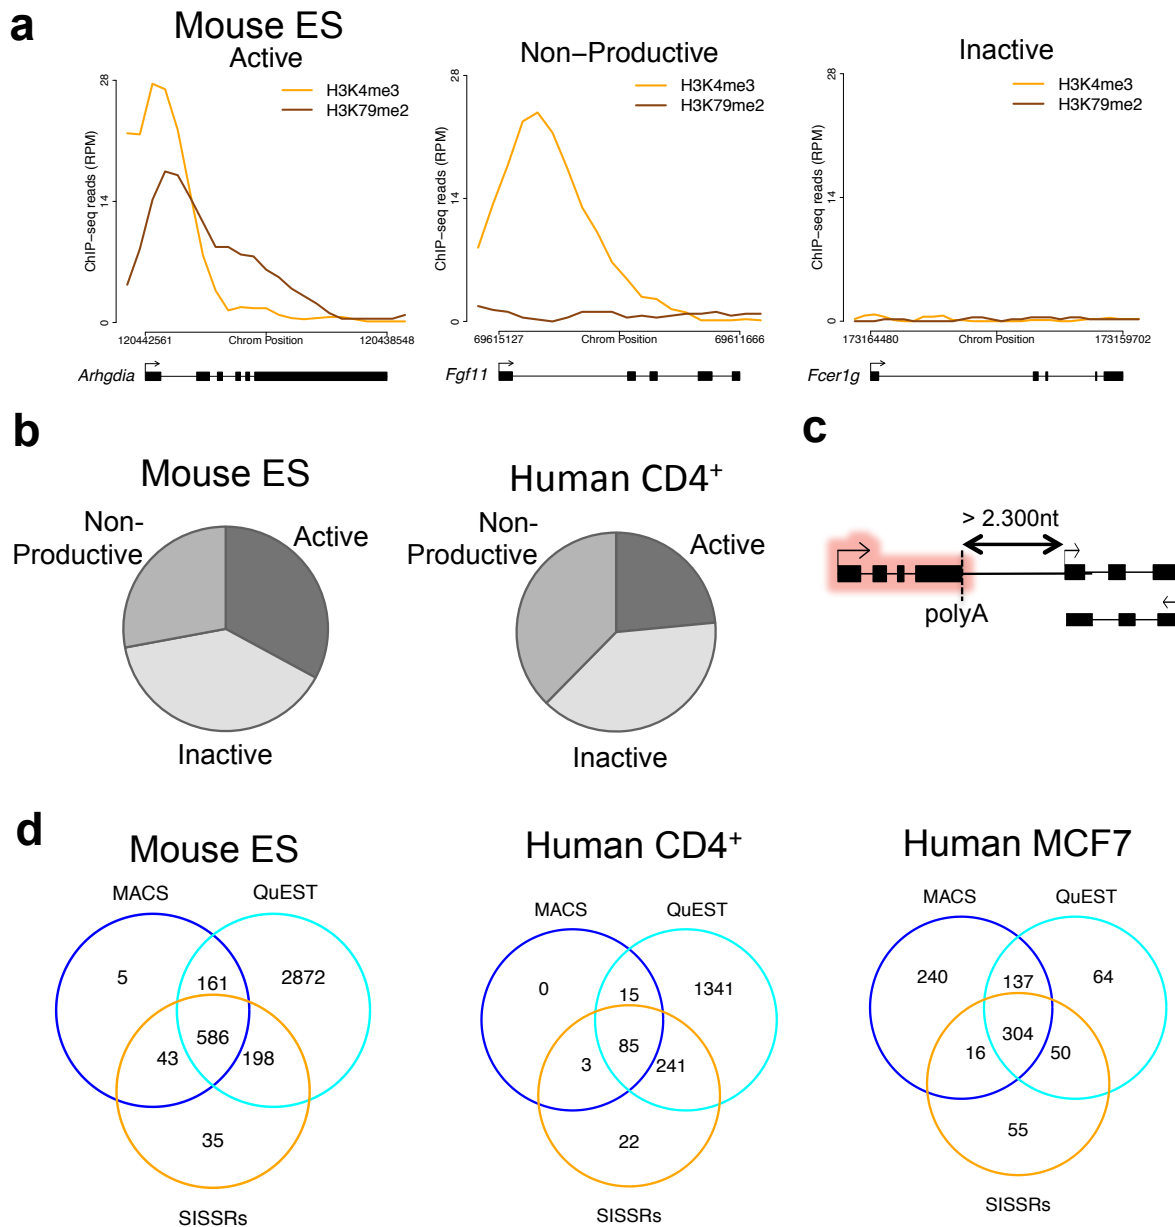 a
Mouse ES
Active
Non–Productive
Inactive
H3K4me3
H3K79me2
H3K4me3
H3K79me2
H3K4me3
H3K79me2
ChIP–seq reads (RPM)
28
14
0
ChIP–seq reads (RPM)
28
14
0
ChIP–seq reads (RPM)
28
14
0
120442561 Chrom Position 120438548
69615127 Chrom Position 69611666
173164480 Chrom Position 173159702
Arhgdia
Fgf11
Fcer1g
b
Mouse ES
Non-
Productive
Active
Inactive
Human CD4+
Non-
Productive
Active
Inactive
c
> 2.300nt
polyA
d
Mouse ES
MACS
QuEST
5
161
2872
586
43
198
35
SISSRs
Human CD4+
MACS
QuEST
0
15
1341
85
3
241
22
SISSRs
Human MCF7
MACS
QuEST
240
137
64
304
16
50
55
SISSRs